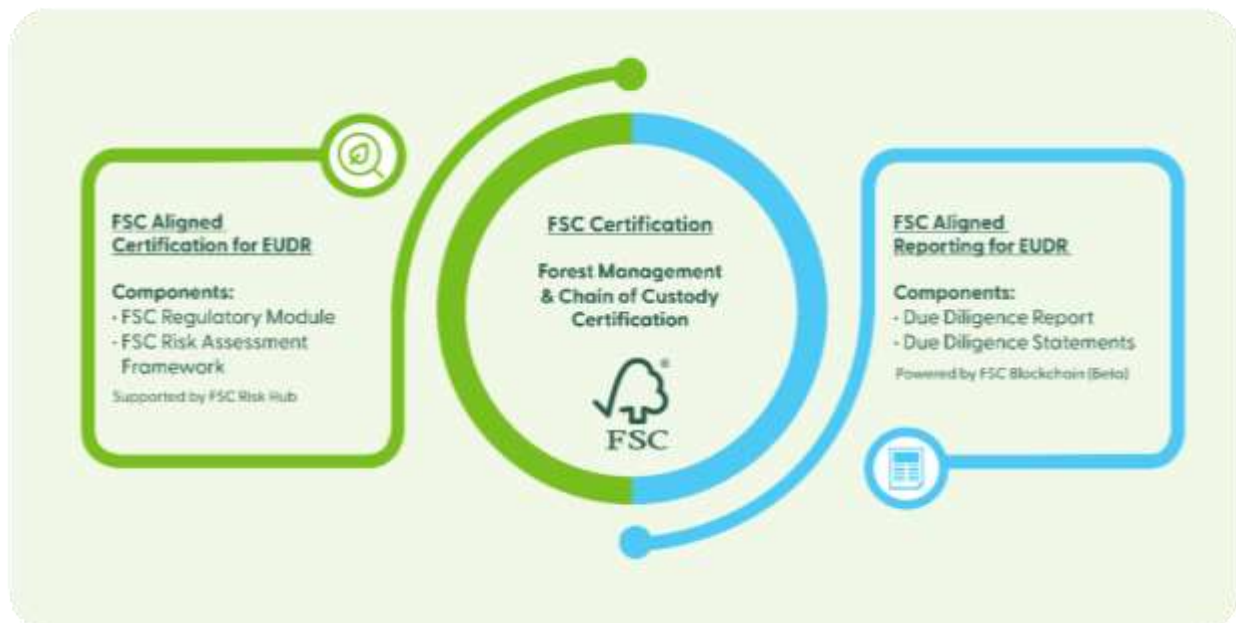 FSC Aligned
Certification for EUDR
Components:
- FSC Regulatory Module
- FSC Risk Assessment
Framework
Supported by FSC Risk Hub
FSC Certification
Forest Management
& Chain of Custody
Certification
®
FSC
FSC Aligned
Reporting for EUDR
Components:
- Due Diligence Report
- Due Diligence Statements
Powered by FSC Blockchain (Beta)